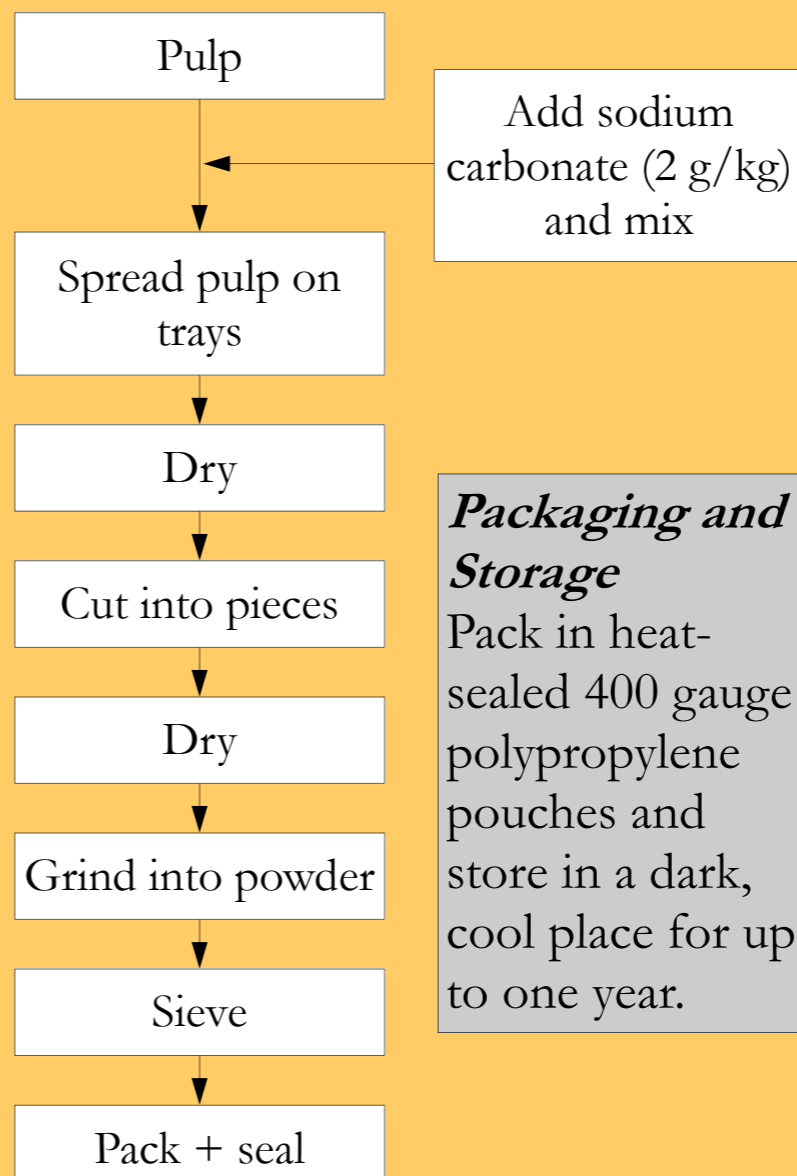 Pulp
Add sodium
carbonate (2 g/kg)
and mix
Spread pulp on
trays
Dry
Cut into pieces
Dry
Grind into powder
Sieve
Pack + seal
Packaging and
Storage
Pack in heat-
sealed 400 gauge
polypropylene
pouches and
store in a dark,
cool place for up
to one year.